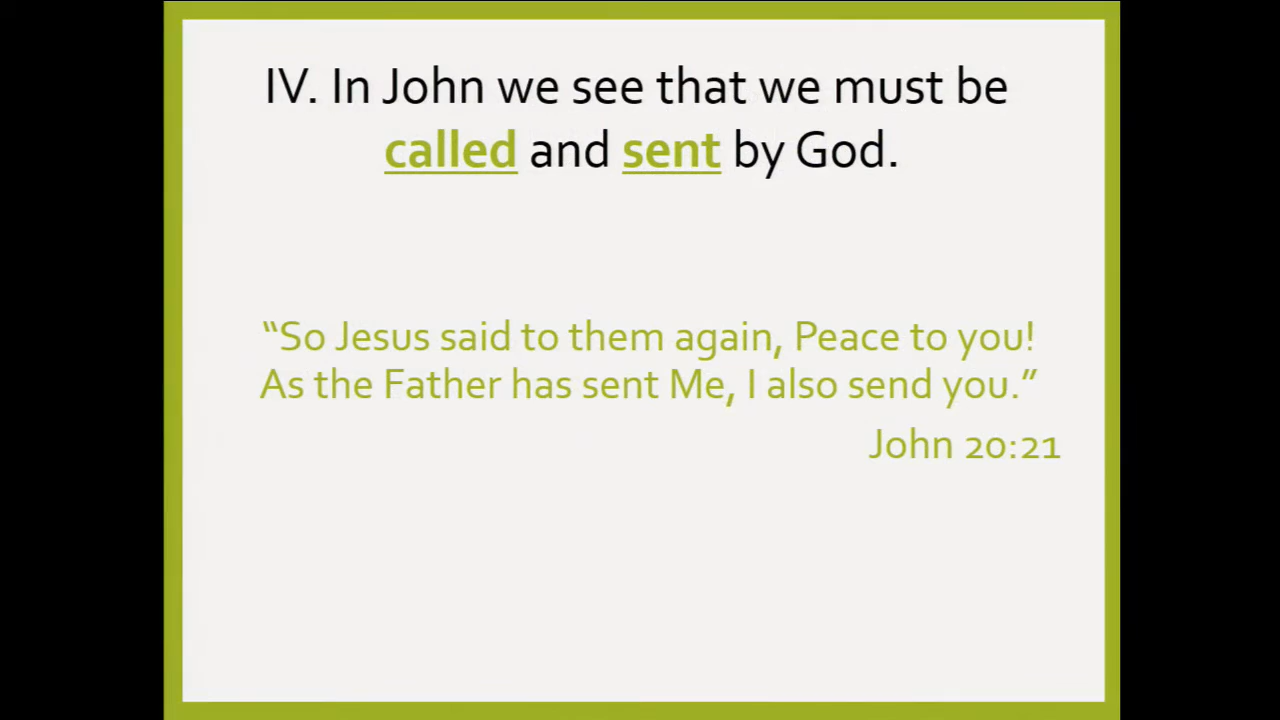 IV. In John we see that we must be
called and sent by God.
“So Jesus said to them again, Peace to you!
As the Father has sent Me, I also send you.”
John 20:21